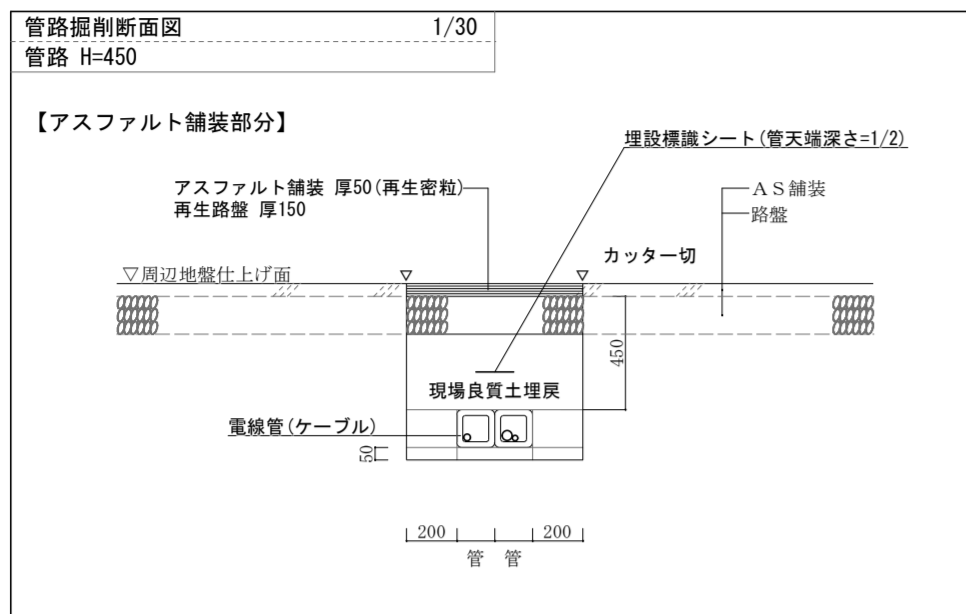 管路掘削断面図 1/30
管路 H=450
【アスファルト舗装部分】
埋設標識シート(管天端深さ=1/2)
アスファルト舗装 厚50(再生密粒)
再生路盤 厚150
AS舗装
路盤
カッター切
▽周辺地盤仕上げ面
▽
▽
450
現場良質土埋戻
電線管(ケーブル)
50
200 200
管 管